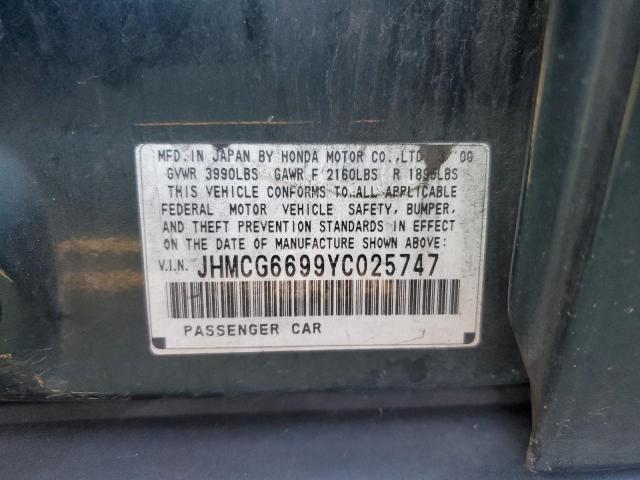 MFD.IN JAPAN BY HONDA MOTOR CO.,LTD 00
GVWR 3990LBS GAWR F 2160LBS R LBS
THIS VEHICLE CONFORMS TO ALL APPLICABLE
FEDERAL MOTOR VEHICLE SAFETY, BUMPER,
AND THEFT PREVENTION STANDARDS IN EFFECT
ON THE DATE OF MANUFACTURE SHOWN ABOVE:
V.I.N. JHMCG6699YC025747
PASSENGER CAR